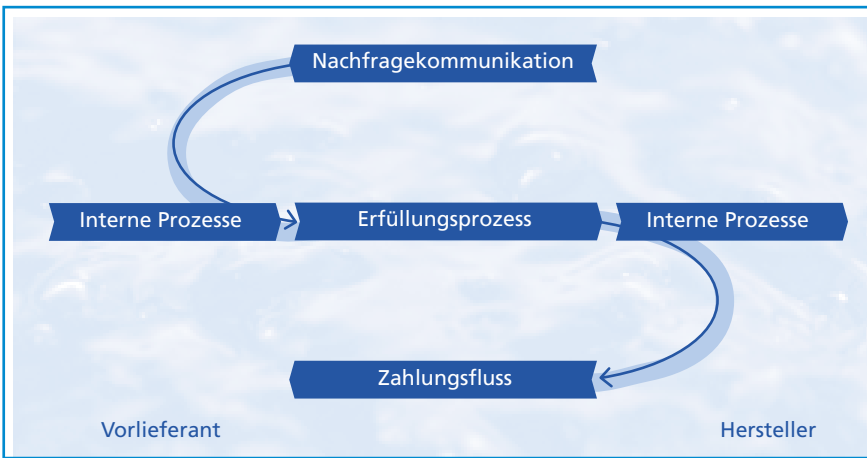 Nachfragekommunikation
Interne Prozesse
Erfüllungsprozess
Interne Prozesse
Zahlungsfluss
Vorlieferant
Hersteller